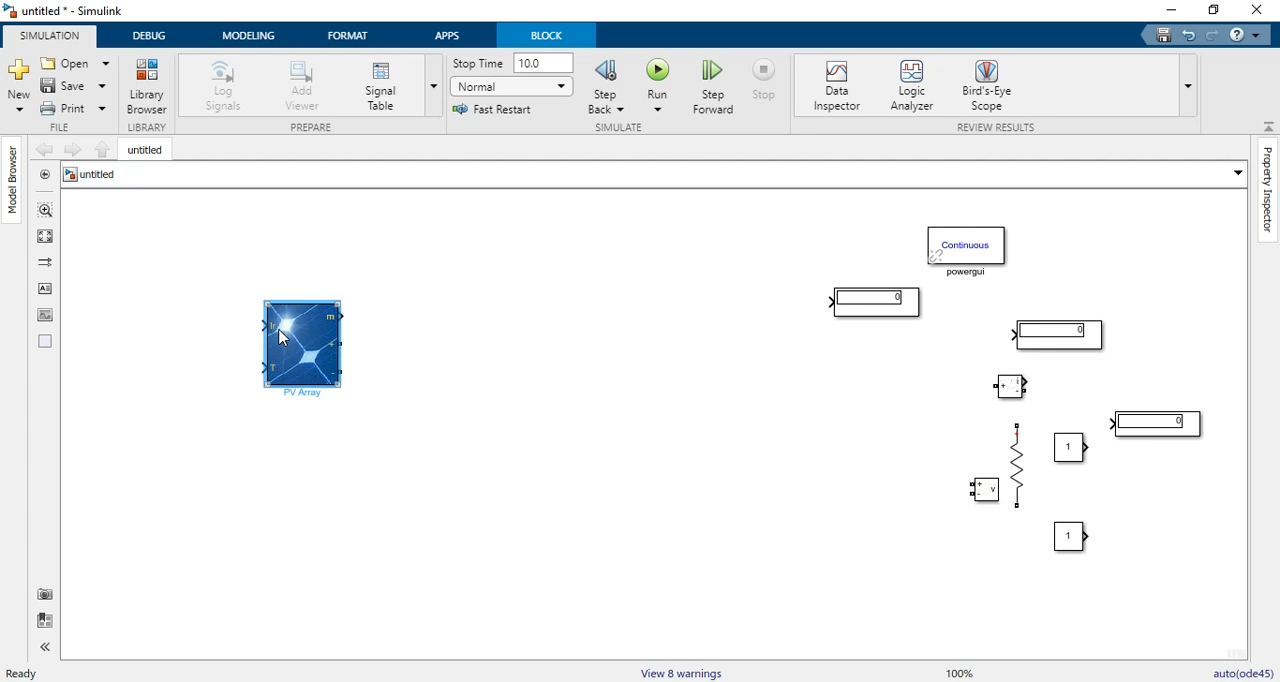 untitled * - Simulink
SIMULATION DEBUG MODELING FORMAT APPS BLOCK
New
Open
Save
Print
FILE
Library
Browser
LIBRARY
Log
Signals
Add
Viewer
Signal
Table
PREPARE
Stop Time 10.0
Normal
Fast Restart
Step
Back
Run
Step
Forward
Stop
SIMULATE
Data
Inspector
Logic
Analyzer
Bird's-Eye
Scope
REVIEW RESULTS
Model Browser
untitled
untitled
Property Inspector
Continuous
powergui
0
0
Ir
m
+
T
-
PV Array
+ i
-
0
1
+ v
-
+
1
Ready
View 8 warnings
100%
auto(ode45)